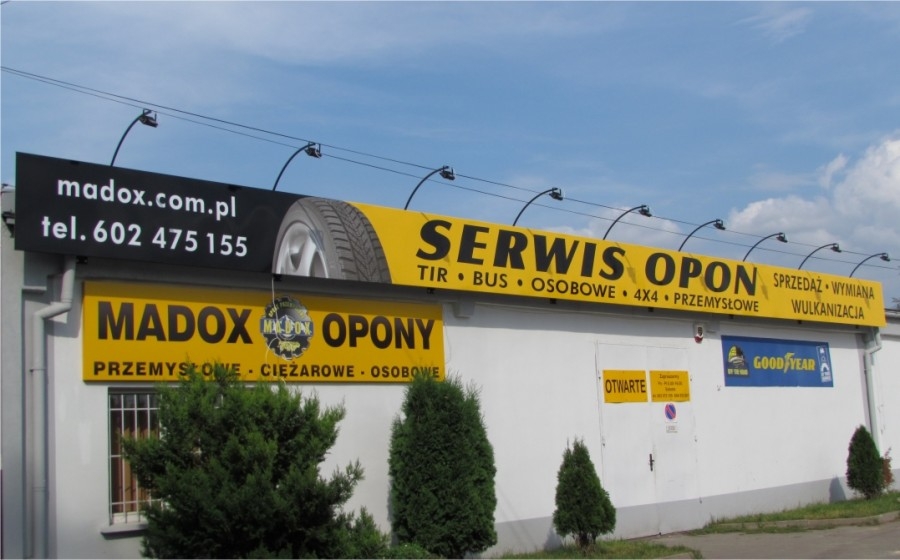 madox.com.pl
tel. 602 475 155
SERWIS OPON
TIR • BUS • OSOBOWE • 4X4 • PRZEMYSŁOWE
SPRZEDAŻ • WYMIANA
WULKANIZACJA
MADOX MADOX OPONY
PRZEMYSŁOWE • CIĘŻAROWE • OSOBOWE
OTWARTE
GOODYEAR